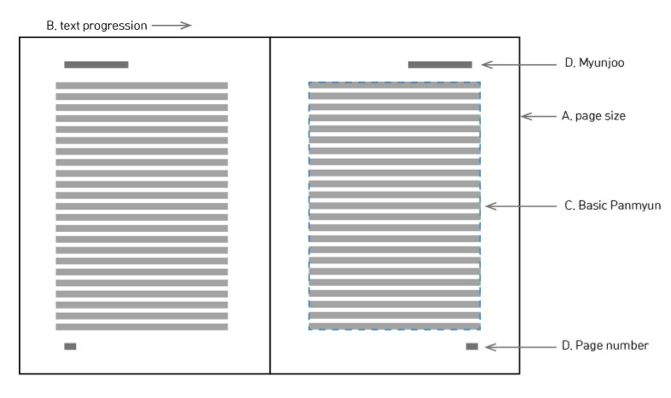 B. text progression
D. Myunjoo
A. page size
C. Basic Panmyun
D. Page number